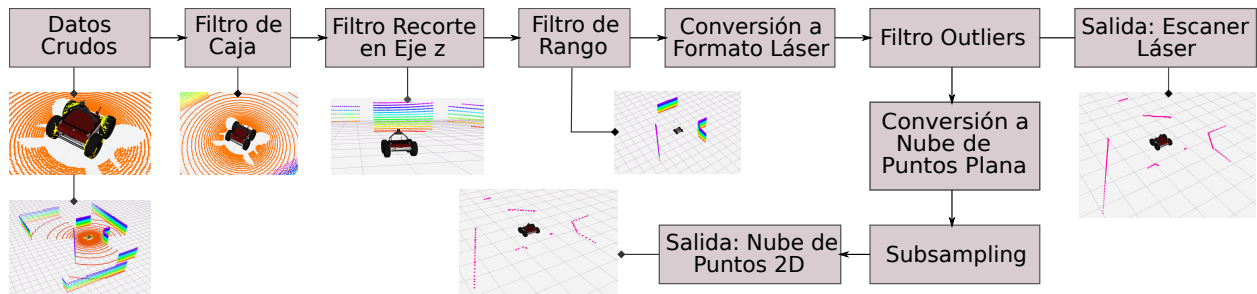 Datos
Crudos
Filtro de
Caja
Filtro Recorte
en Eje z
Filtro de
Rango
Conversión a
Formato Láser
Filtro Outliers
Salida: Escaner
Láser
Conversión a
Nube de
Puntos Plana
Subsampling
Salida: Nube de
Puntos 2D